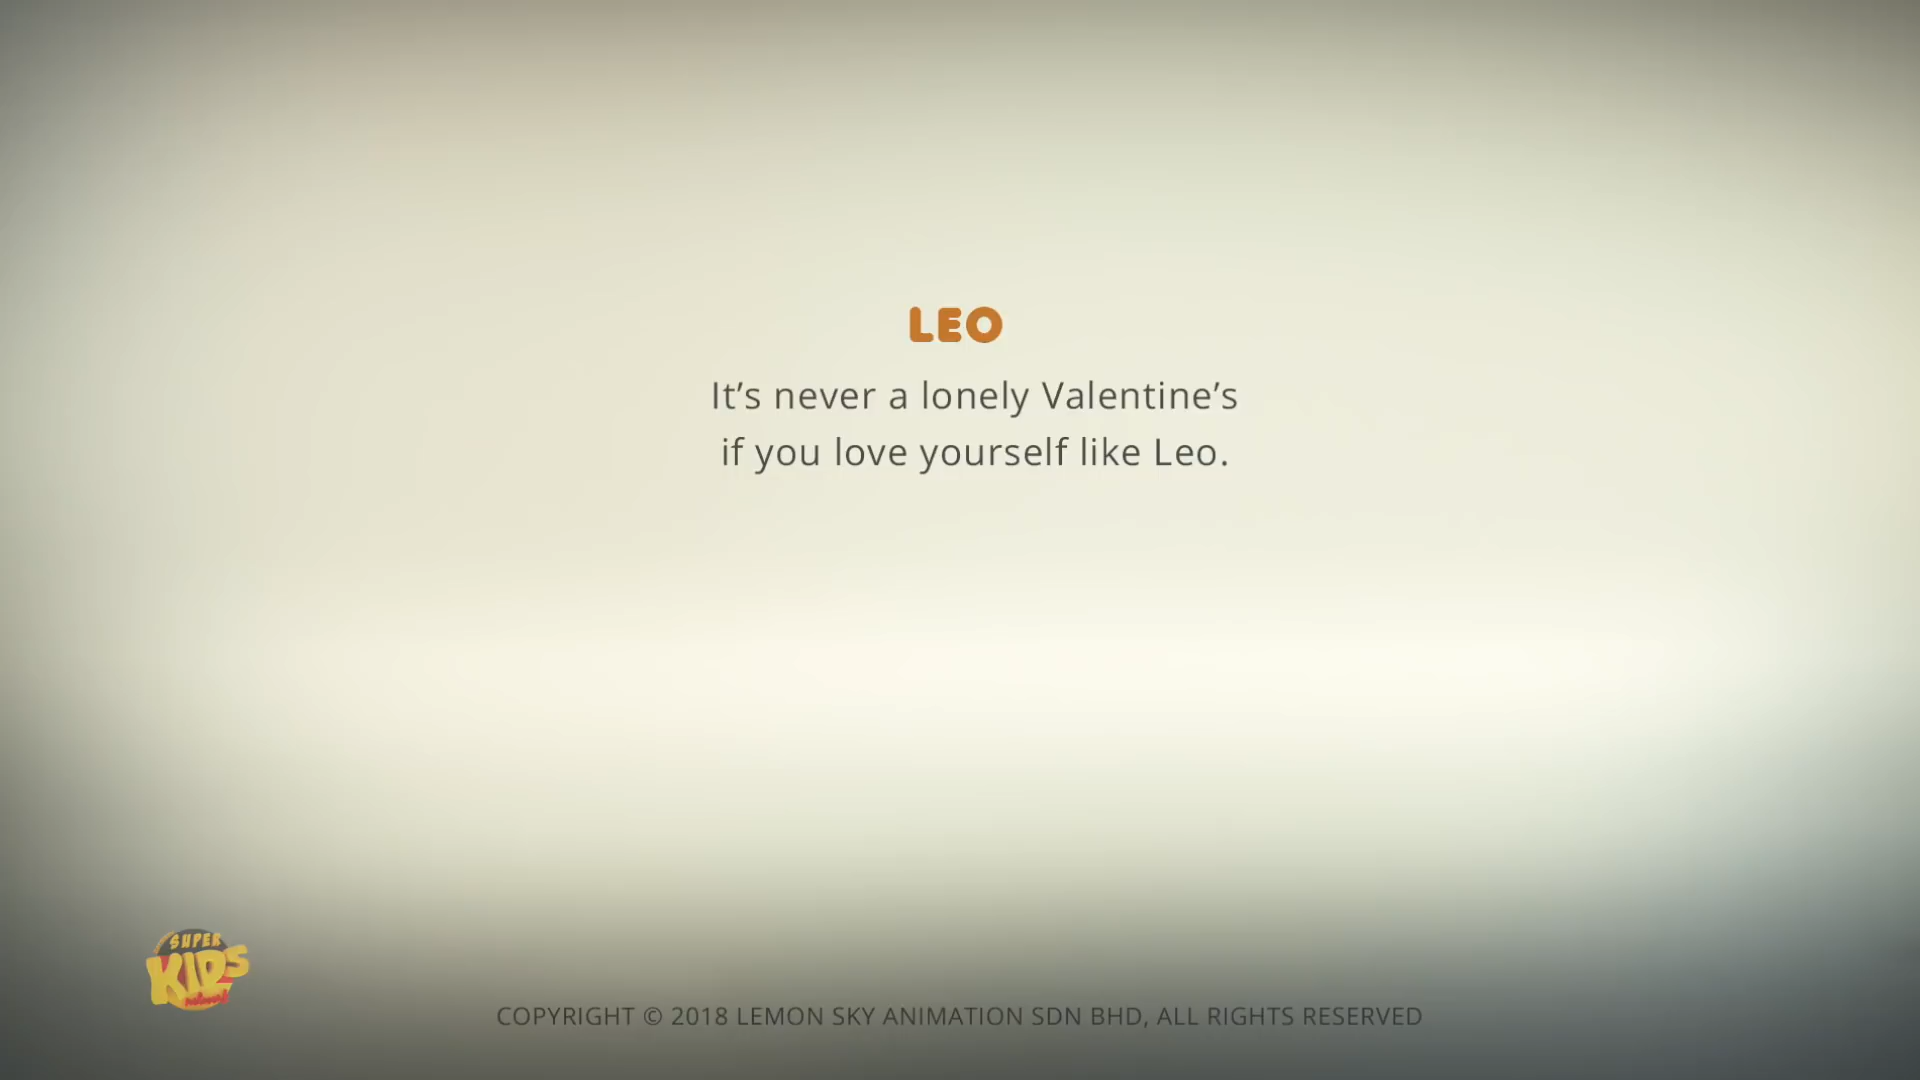 LEO
It’s never a lonely Valentine’s
if you love yourself like Leo.
SUPER
KIDS
network
COPYRIGHT © 2018 LEMON SKY ANIMATION SDN BHD, ALL RIGHTS RESERVED